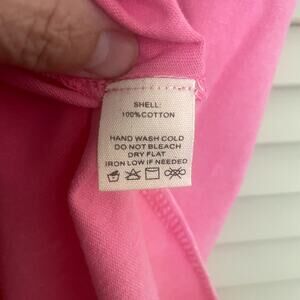 SHELL:
100%COTTON
HAND WASH COLD
DO NOT BLEACH
DRY FLAT
IRON LOW IF NEEDED